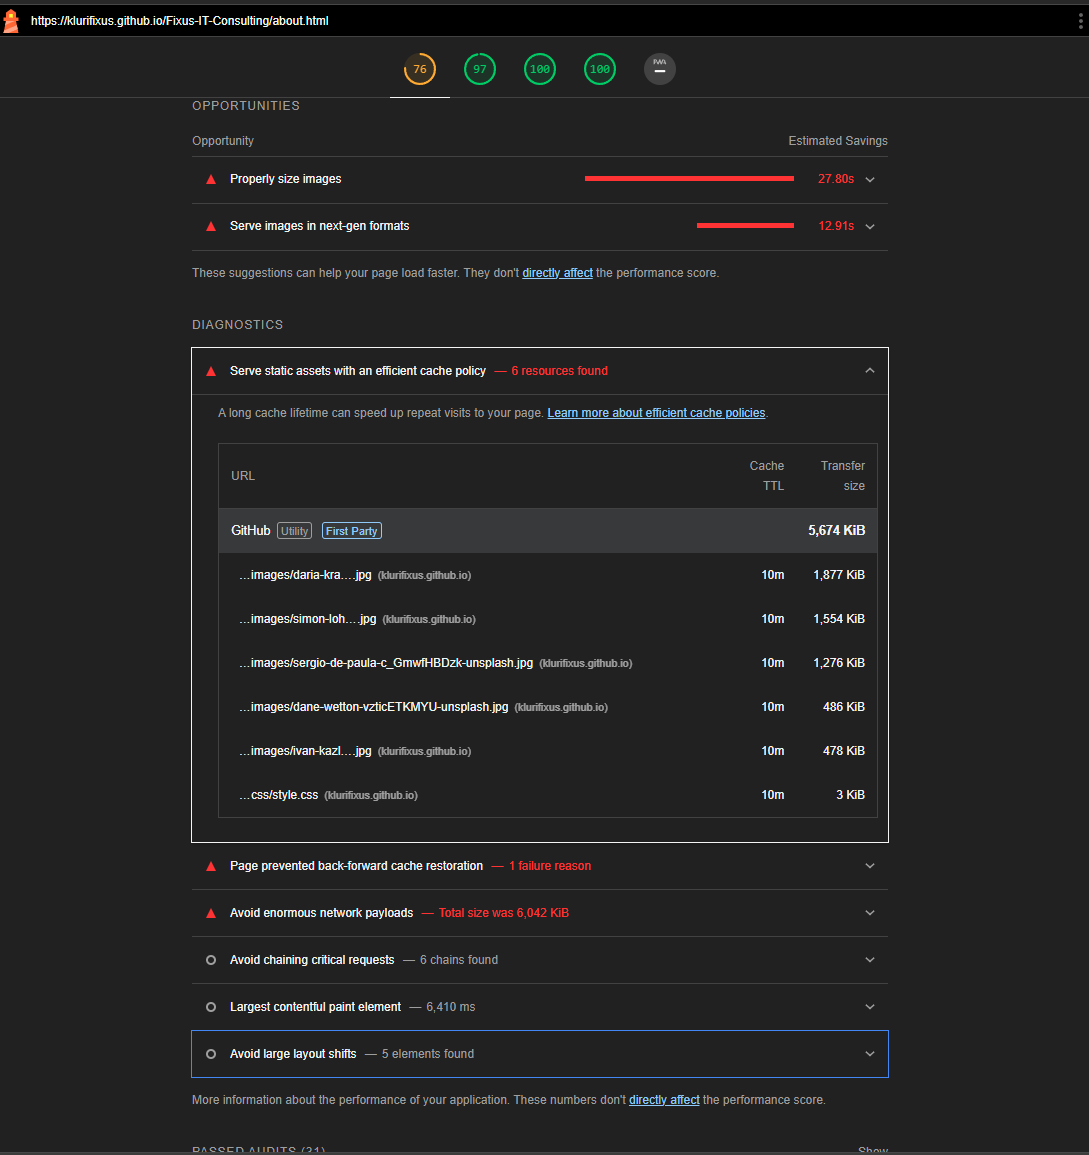 https://klurifixus.github.io/Fixus-IT-Consulting/about.html
76 97 100 100 PWA
OPPORTUNITIES
Opportunity Estimated Savings
Properly size images 27.80s
Serve images in next-gen formats 12.91s
These suggestions can help your page load faster. They don't directly affect the performance score.
DIAGNOSTICS
Serve static assets with an efficient cache policy — 6 resources found
A long cache lifetime can speed up repeat visits to your page. Learn more about efficient cache policies.
URL Cache TTL Transfer size
GitHub Utility First Party 5,674 KiB
…images/daria-kra….jpg (klurifixus.github.io) 10m 1,877 KiB
…images/simon-loh….jpg (klurifixus.github.io) 10m 1,554 KiB
…images/sergio-de-paula-c_GmwfHBDzk-unsplash.jpg (klurifixus.github.io) 10m 1,276 KiB
…images/dane-wetton-vzticETKMYU-unsplash.jpg (klurifixus.github.io) 10m 486 KiB
…images/ivan-kazl….jpg (klurifixus.github.io) 10m 478 KiB
…css/style.css (klurifixus.github.io) 10m 3 KiB
Page prevented back-forward cache restoration — 1 failure reason
Avoid enormous network payloads — Total size was 6,042 KiB
Avoid chaining critical requests — 6 chains found
Largest contentful paint element — 6,410 ms
Avoid large layout shifts — 5 elements found
More information about the performance of your application. These numbers don't directly affect the performance score.
PASSED AUDITS (31) Show